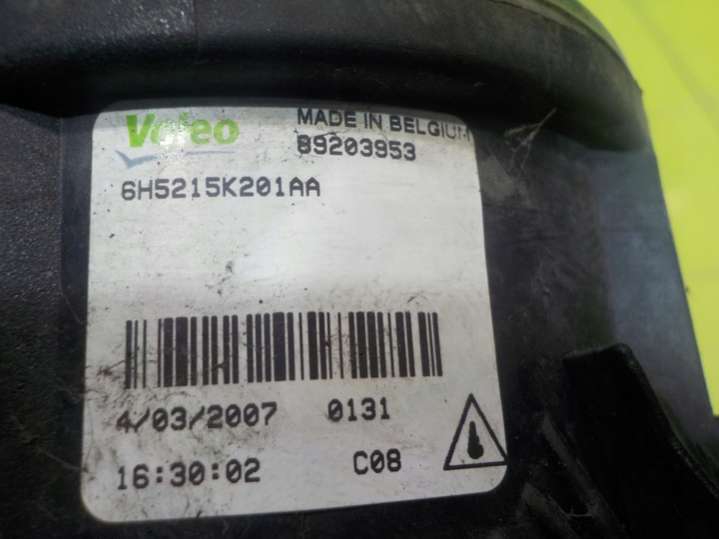 Valeo
MADE IN BELGIUM
89203953
6H5215K201AA
4/03/2007 0131
16:30:02 C08